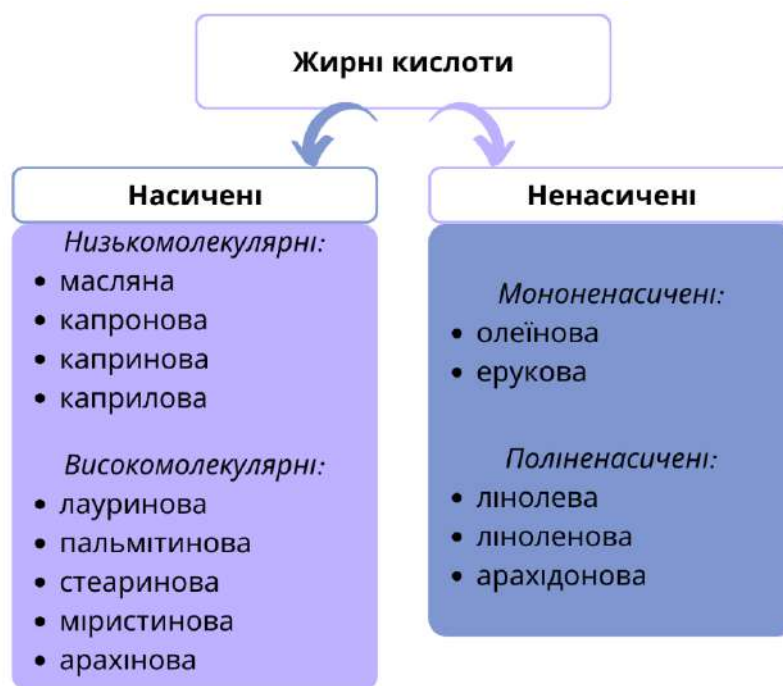 Жирні кислоти
Насичені
Низькомолекулярні:
• масляна
• капронова
• капринова
• каприлова
Високомолекулярні:
• лауринова
• пальмітинова
• стеаринова
• міристинова
• арахінова
Ненасичені
Мононенасичені:
• олеїнова
• ерукова
Поліненасичені:
• лінолева
• ліноленова
• арахідонова